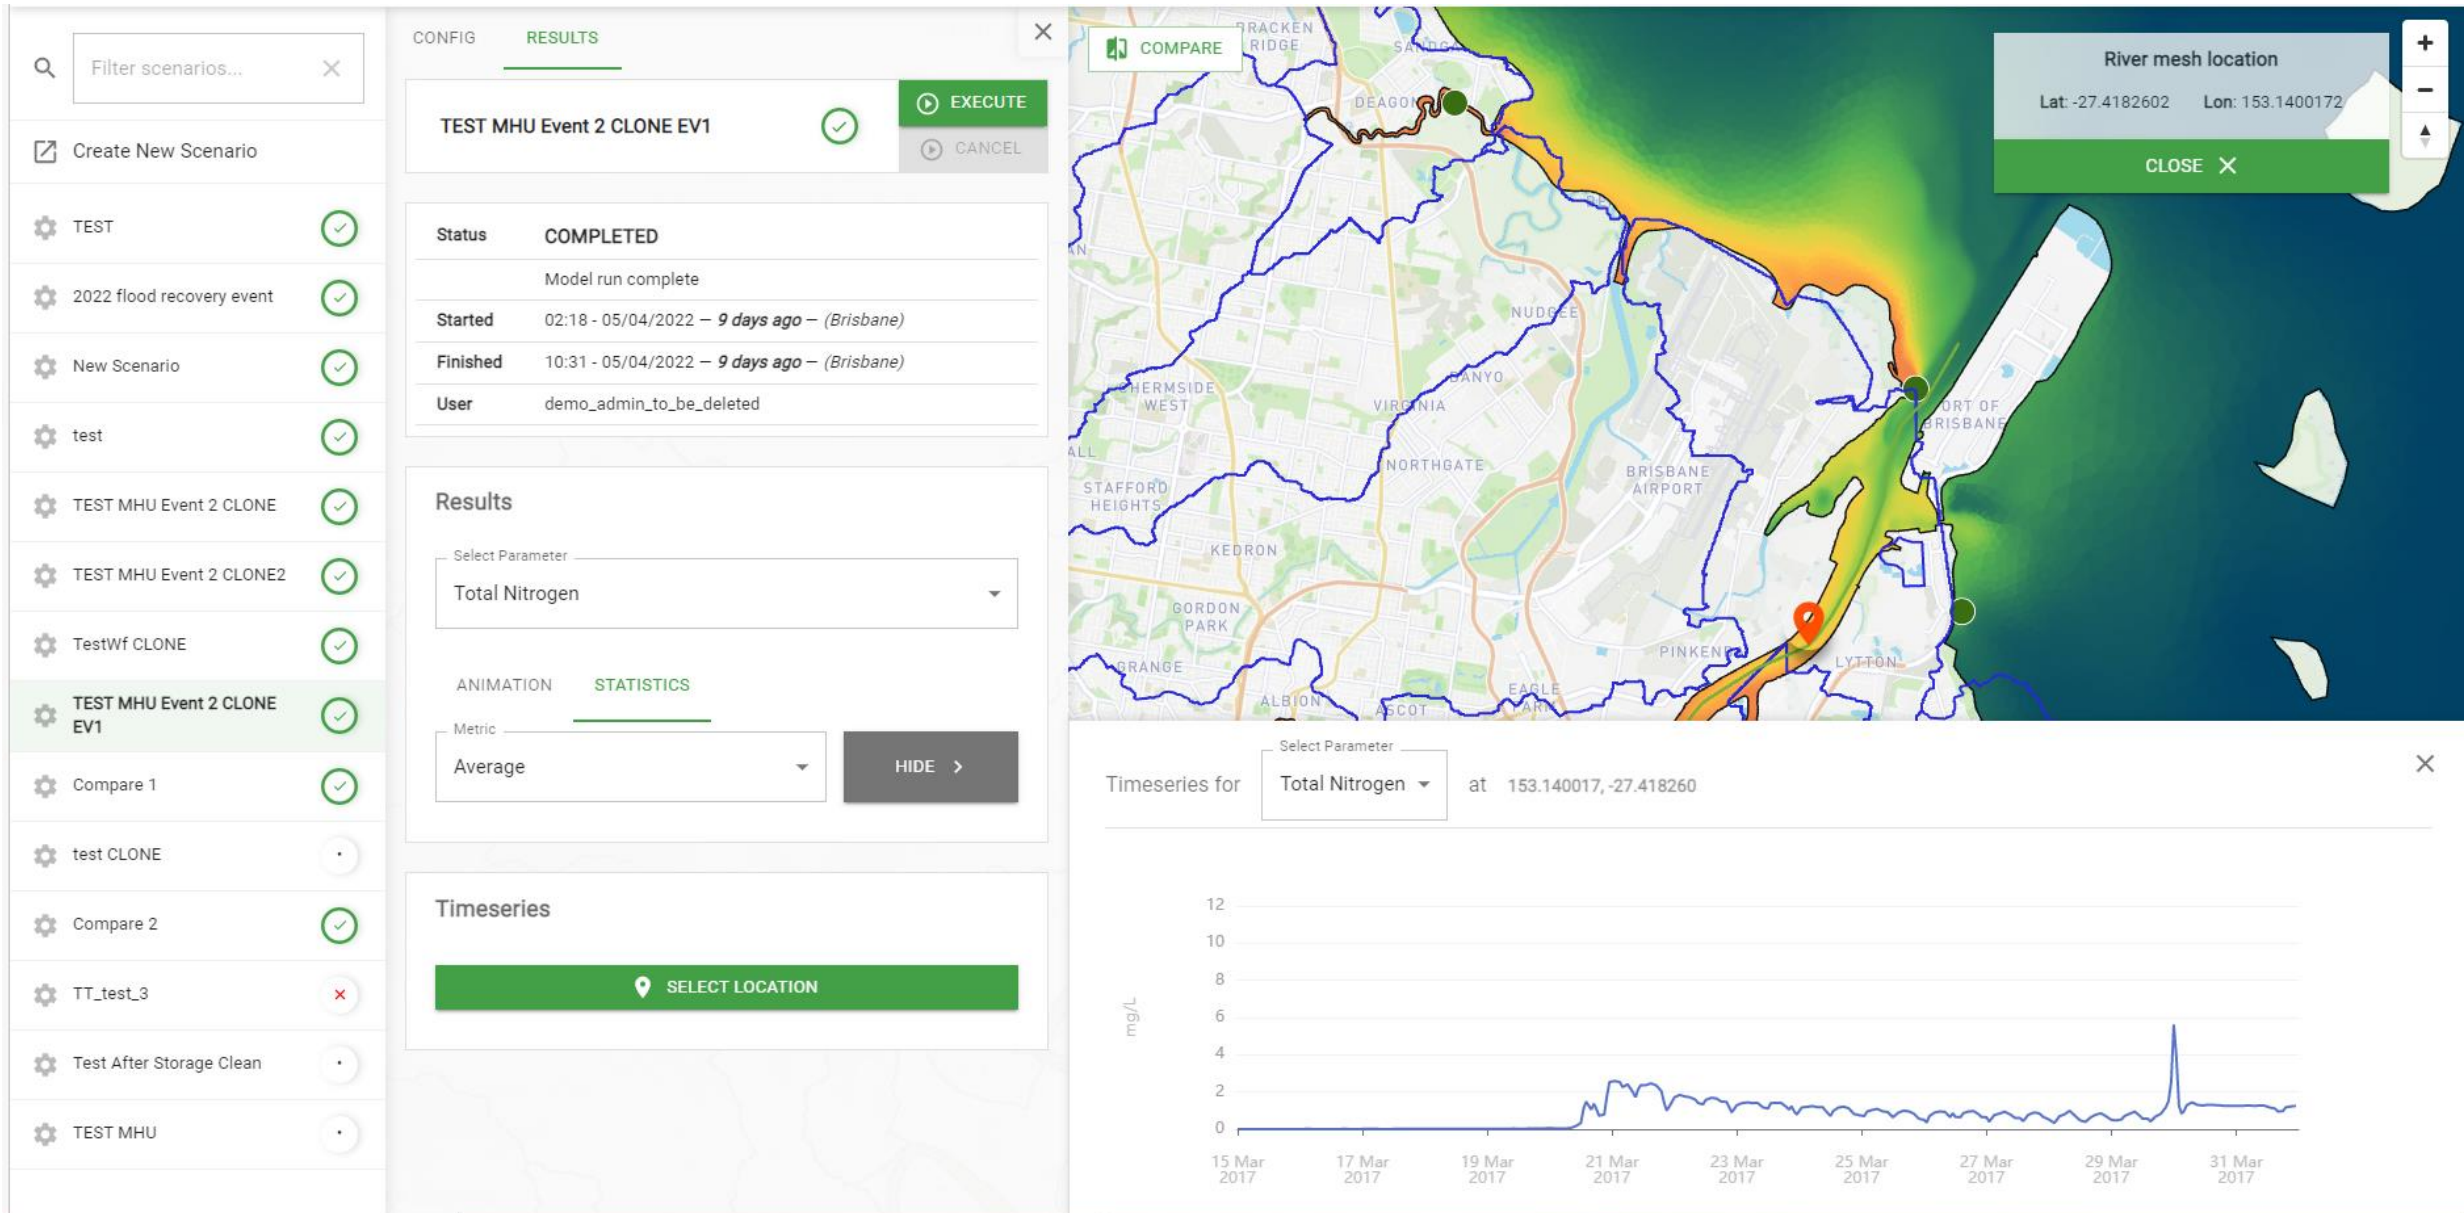 Filter scenarios...
Create New Scenario
TEST
2022 flood recovery event
New Scenario
test
TEST MHU Event 2 CLONE
TEST MHU Event 2 CLONE2
TestWf CLONE
TEST MHU Event 2 CLONE
EV1
Compare 1
test CLONE
Compare 2
TT_test_3
Test After Storage Clean
TEST MHU
CONFIG RESULTS
TEST MHU Event 2 CLONE EV1
EXECUTE
CANCEL
Status COMPLETED
Model run complete
Started 02:18 - 05/04/2022 — 9 days ago — (Brisbane)
Finished 10:31 - 05/04/2022 — 9 days ago — (Brisbane)
User demo_admin_to_be_deleted
Results
Select Parameter
Total Nitrogen
ANIMATION STATISTICS
Metric
Average
HIDE
Timeseries
SELECT LOCATION
COMPARE
BRACKEN
RIDGE
DEAGON
NUDGEE
BANYO
CHERMSIDE
WEST
VIRGINIA
PORT OF
BRISBANE
NORTHGATE
BRISBANE
AIRPORT
STAFFORD
HEIGHTS
KEDRON
GORDON
PARK
GRANGE
LYTTON
ALBION
ASCOT
EAGLE
FARM
River mesh location
Lat: -27.4182602 Lon: 153.1400172
CLOSE
Timeseries for
Select Parameter
Total Nitrogen
at 153.140017,-27.418260
12
10
8
6
4
2
0
mg/L
15 Mar 17 Mar 19 Mar 21 Mar 23 Mar 25 Mar 27 Mar 29 Mar 31 Mar
2017 2017 2017 2017 2017 2017 2017 2017 2017